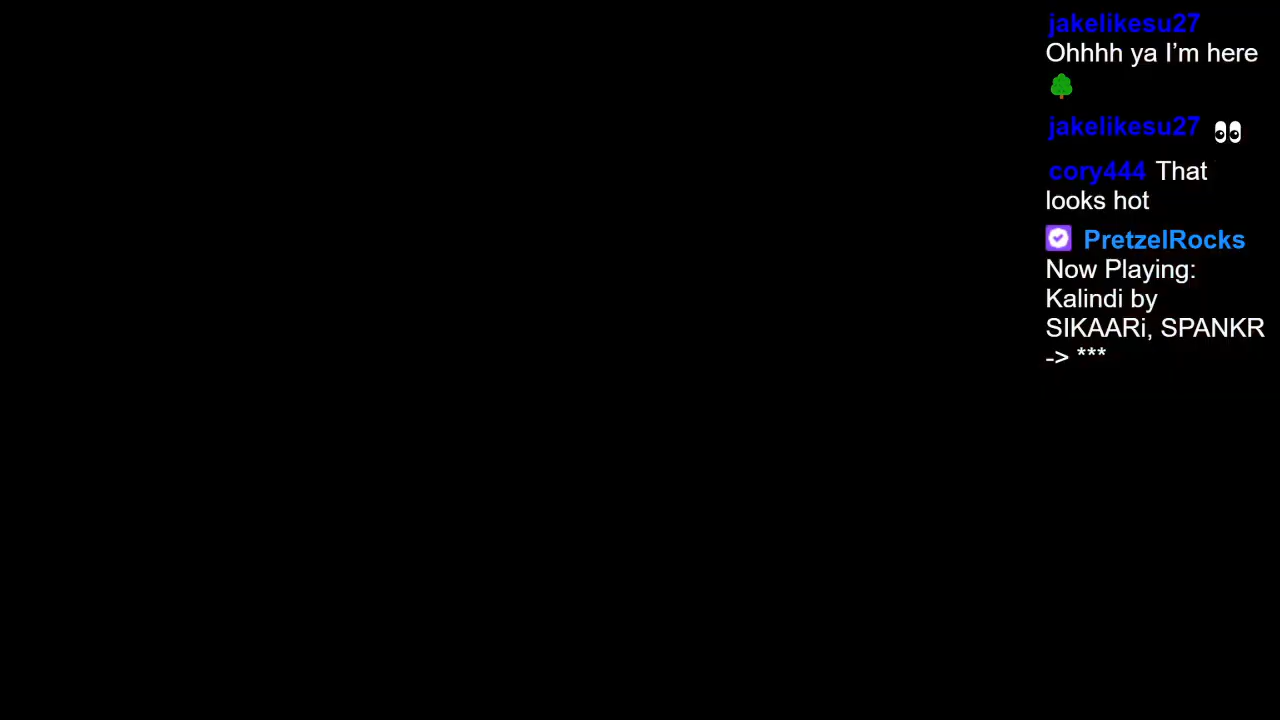 jakelikesu27
Ohhhh ya I’m here
🌳
jakelikesu27 👀
cory444 That
looks hot
PretzelRocks
Now Playing:
Kalindi by
SIKAARi, SPANKR
-> ***